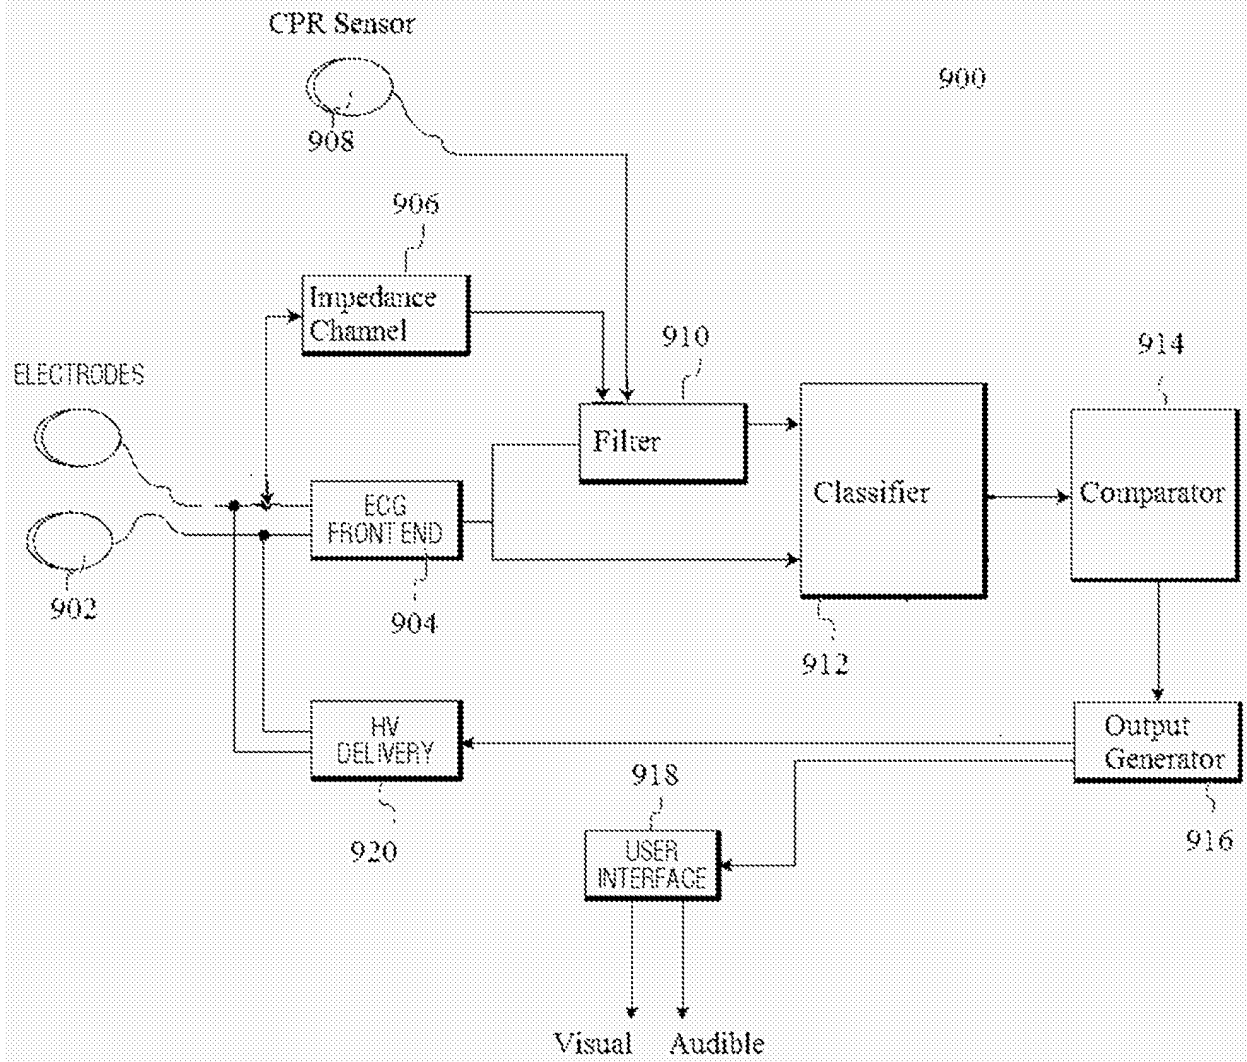 CPR Sensor
900
908
906
Impedance
Channel
910
914
ELECTRODES
Filter
Classifier
Comparator
ECG
FRONT END
902
904
912
HV
DELIVERY
Output
Generator
918
920
916
USER
INTERFACE
Visual Audible